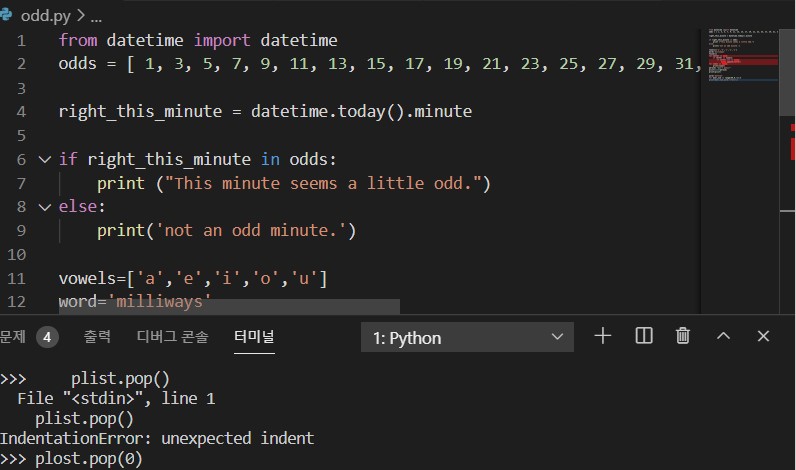 odd.py > ...
1 from datetime import datetime
2 odds = [ 1, 3, 5, 7, 9, 11, 13, 15, 17, 19, 21, 23, 25, 27, 29, 31,
3
4 right_this_minute = datetime.today().minute
5
6 if right_this_minute in odds:
7 print ("This minute seems a little odd.")
8 else:
9 print('not an odd minute.')
10
11 vowels=['a','e','i','o','u']
12 word='milliways'
문제 4 출력 디버그 콘솔 터미널 1: Python
>>>     plist.pop()
  File "<stdin>", line 1
    plist.pop()
IndentationError: unexpected indent
>>> plost.pop(0)